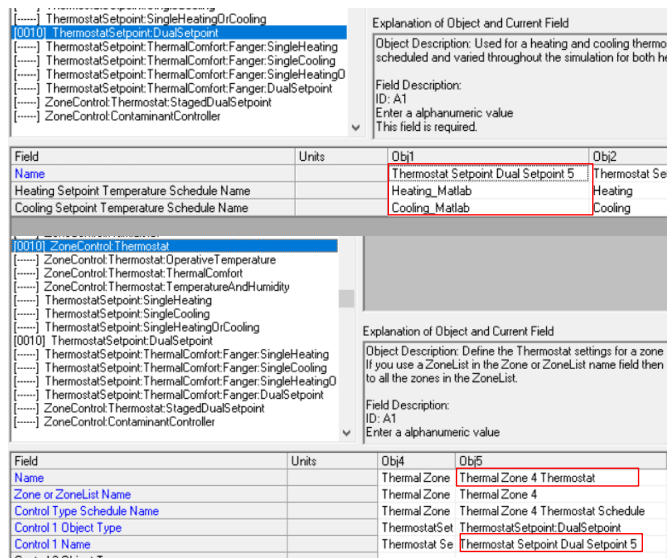 [------] ThermostatSetpoint:SingleHeatingOrCooling
[0010] ThermostatSetpoint:DualSetpoint
[------] ThermostatSetpoint:ThermalComfort:Fanger:SingleHeating
[------] ThermostatSetpoint:ThermalComfort:Fanger:SingleCooling
[------] ThermostatSetpoint:ThermalComfort:Fanger:SingleHeatingO
[------] ThermostatSetpoint:ThermalComfort:Fanger:DualSetpoint
[------] ZoneControl:Thermostat:StagedDualSetpoint
[------] ZoneControl:ContaminantController
Explanation of Object and Current Field
Object Description: Used for a heating and cooling thermo
scheduled and varied throughout the simulation for both he
Field Description:
ID: A1
Enter a alphanumeric value
This field is required.
Field Units Obj1 Obj2
Name Thermostat Setpoint Dual Setpoint 5 Thermostat Se
Heating Setpoint Temperature Schedule Name Heating_Matlab Heating
Cooling Setpoint Temperature Schedule Name Cooling_Matlab Cooling
[0010] ZoneControl:Thermostat
[------] ZoneControl:Thermostat:OperativeTemperature
[------] ZoneControl:Thermostat:ThermalComfort
[------] ZoneControl:Thermostat:TemperatureAndHumidity
[------] ThermostatSetpoint:SingleHeating
[------] ThermostatSetpoint:SingleCooling
[------] ThermostatSetpoint:SingleHeatingOrCooling
[0010] ThermostatSetpoint:DualSetpoint
[------] ThermostatSetpoint:ThermalComfort:Fanger:SingleHeating
[------] ThermostatSetpoint:ThermalComfort:Fanger:SingleCooling
[------] ThermostatSetpoint:ThermalComfort:Fanger:SingleHeatingO
[------] ThermostatSetpoint:ThermalComfort:Fanger:DualSetpoint
[------] ZoneControl:Thermostat:StagedDualSetpoint
[------] ZoneControl:ContaminantController
Explanation of Object and Current Field
Object Description: Define the Thermostat settings for a zone
If you use a ZoneList in the Zone or ZoneList name field then
to all the zones in the ZoneList.
Field Description:
ID: A1
Enter a alphanumeric value
Field Units Obj4 Obj5
Name Thermal Zone Thermal Zone 4 Thermostat
Zone or ZoneList Name Thermal Zone Thermal Zone 4
Control Type Schedule Name Thermal Zone Thermal Zone 4 Thermostat Schedule
Control 1 Object Type ThermostatSet ThermostatSetpoint:DualSetpoint
Control 1 Name Thermostat Se Thermostat Setpoint Dual Setpoint 5